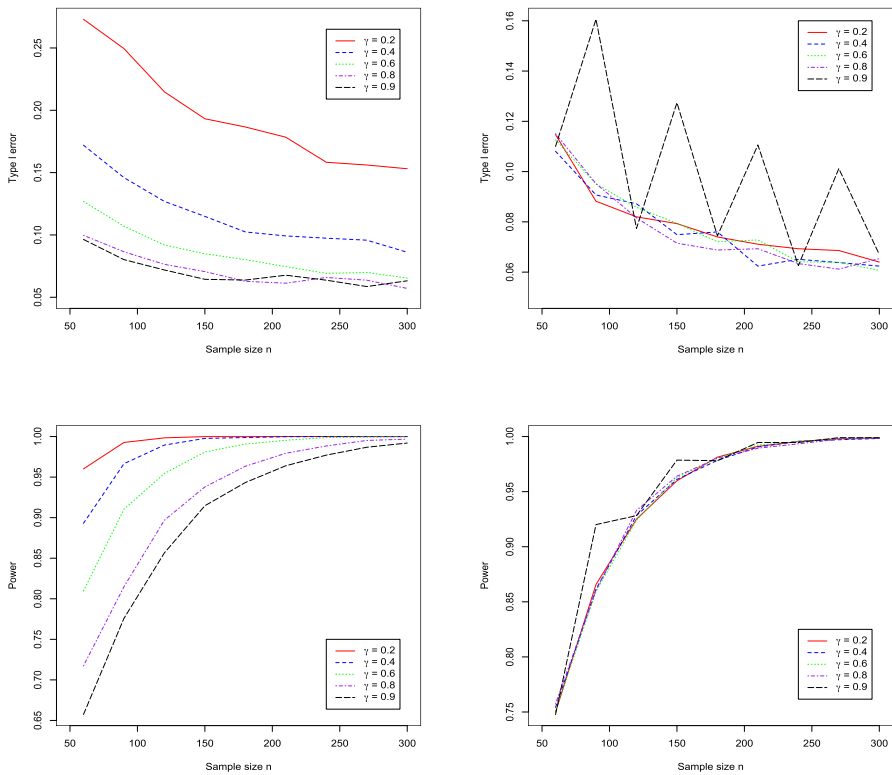 Type I error
0.05 0.10 0.15 0.20 0.25
50 100 150 200 250 300
Sample size n
γ = 0.2
γ = 0.4
γ = 0.6
γ = 0.8
γ = 0.9
Type I error
0.06 0.08 0.10 0.12 0.14 0.16
50 100 150 200 250 300
Sample size n
γ = 0.2
γ = 0.4
γ = 0.6
γ = 0.8
γ = 0.9
Power
0.65 0.70 0.75 0.80 0.85 0.90 0.95 1.00
50 100 150 200 250 300
Sample size n
γ = 0.2
γ = 0.4
γ = 0.6
γ = 0.8
γ = 0.9
Power
0.75 0.80 0.85 0.90 0.95 1.00
50 100 150 200 250 300
Sample size n
γ = 0.2
γ = 0.4
γ = 0.6
γ = 0.8
γ = 0.9